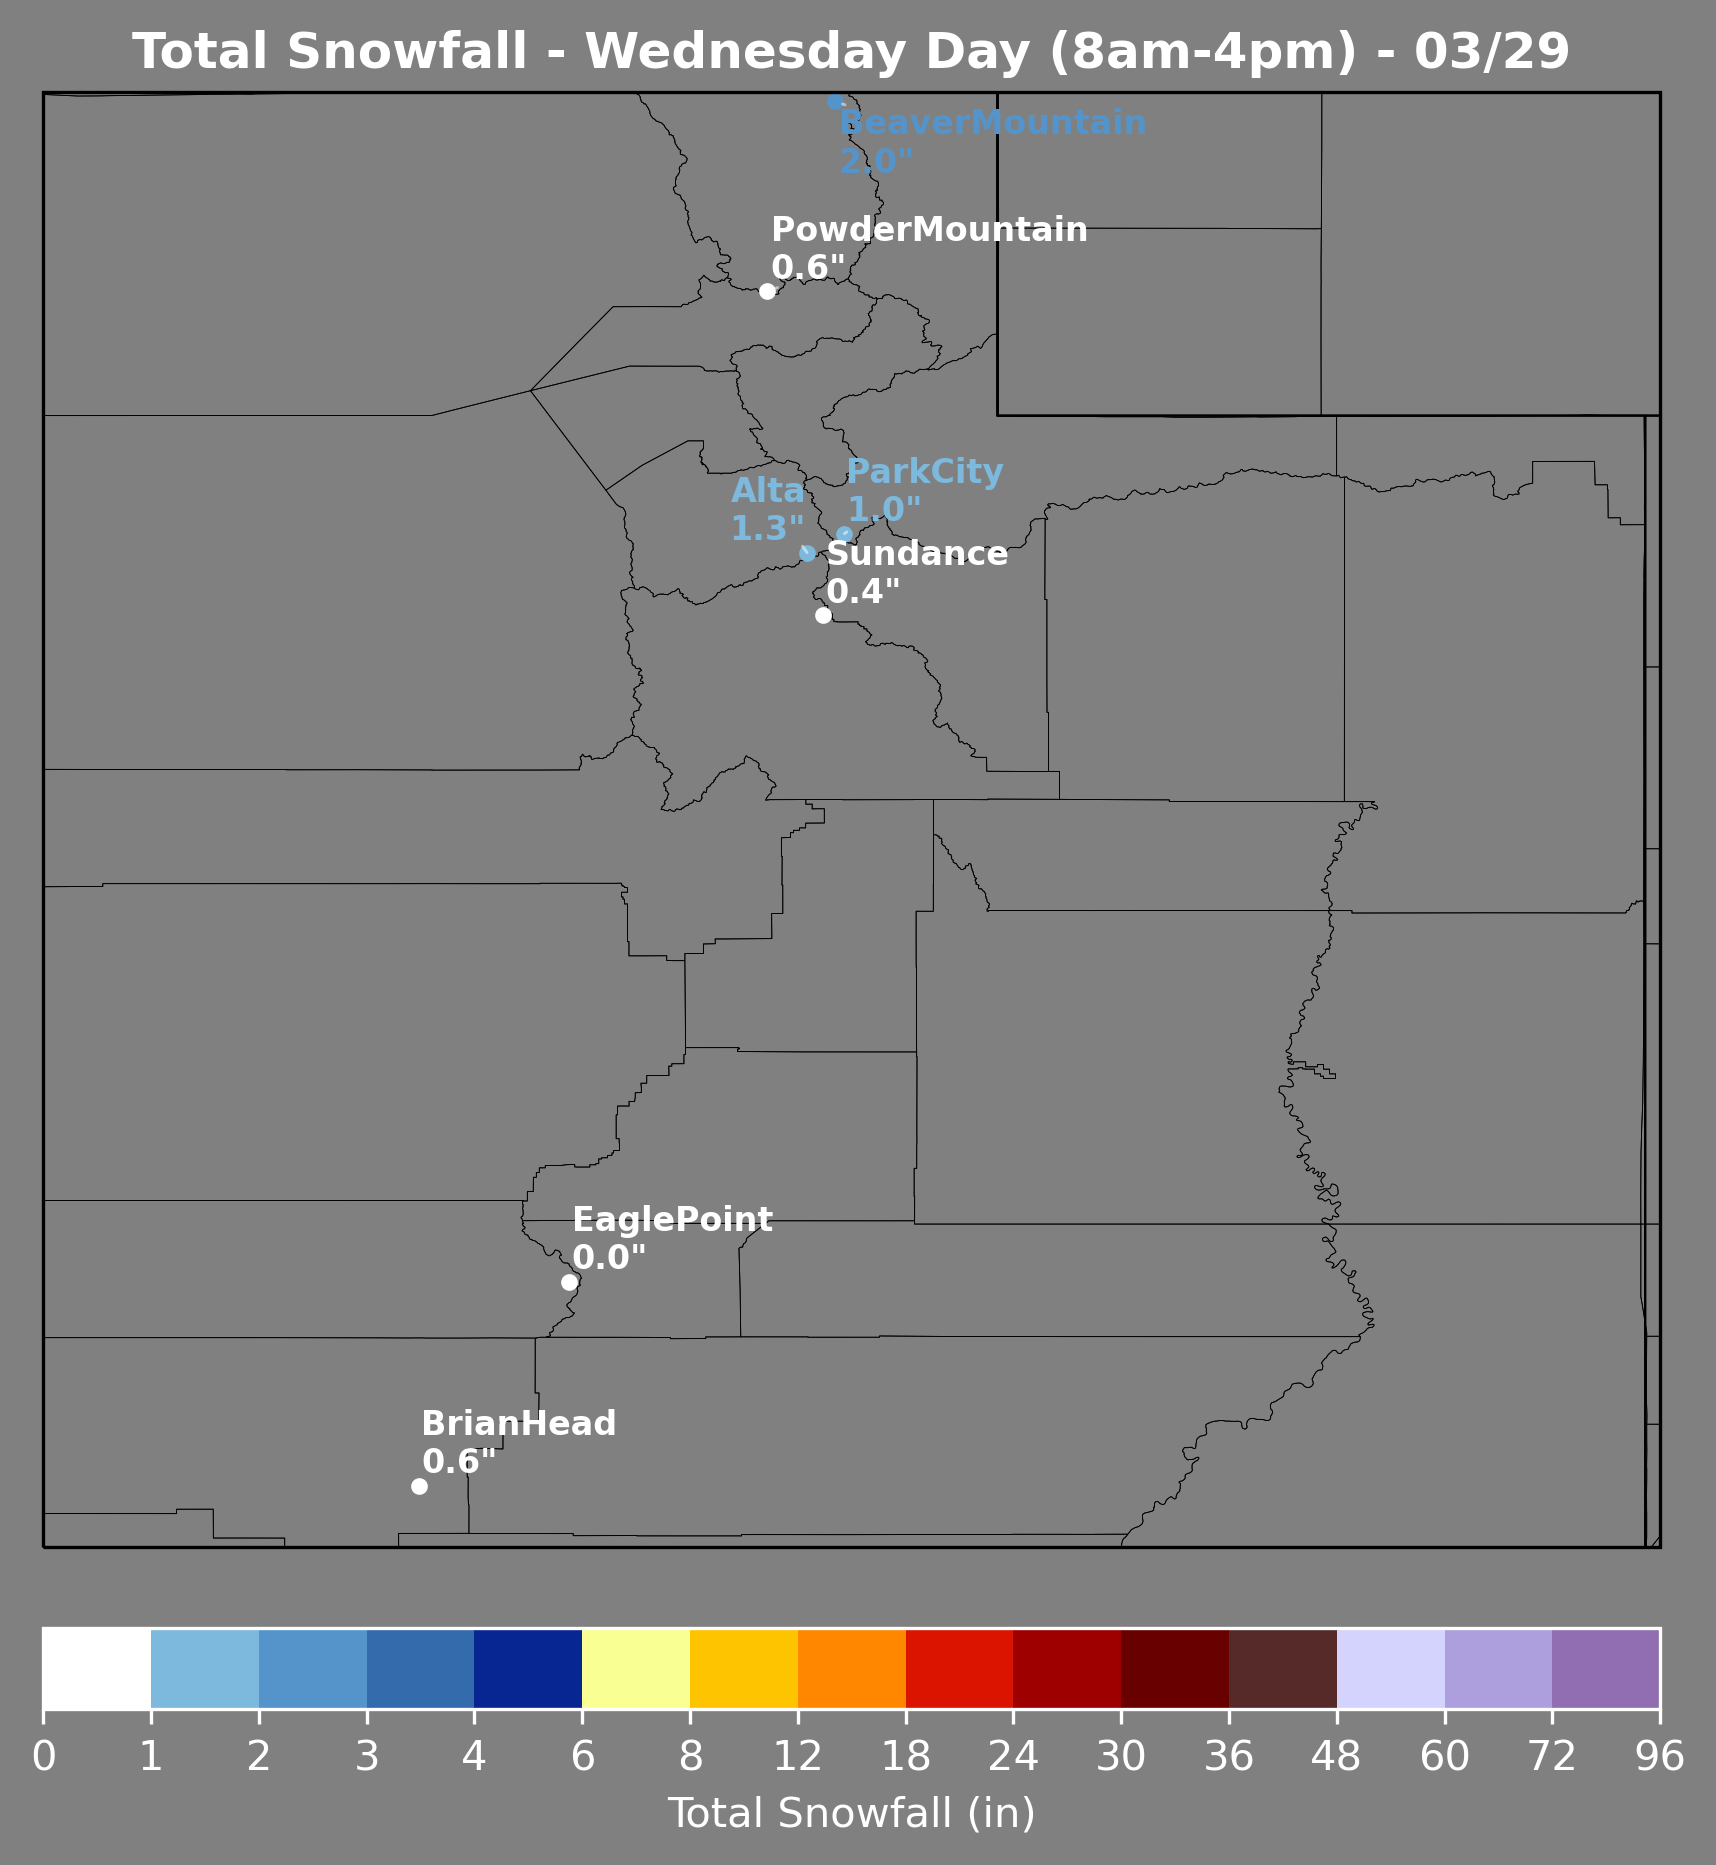 Total Snowfall - Wednesday Day (8am-4pm) - 03/29
BeaverMountain
2.0"
PowderMountain
0.6"
ParkCity
1.0"
Alta
1.3"
Sundance
0.4"
EaglePoint
0.0"
BrianHead
0.6"
0 1 2 3 4 6 8 12 18 24 30 36 48 60 72 96
Total Snowfall (in)